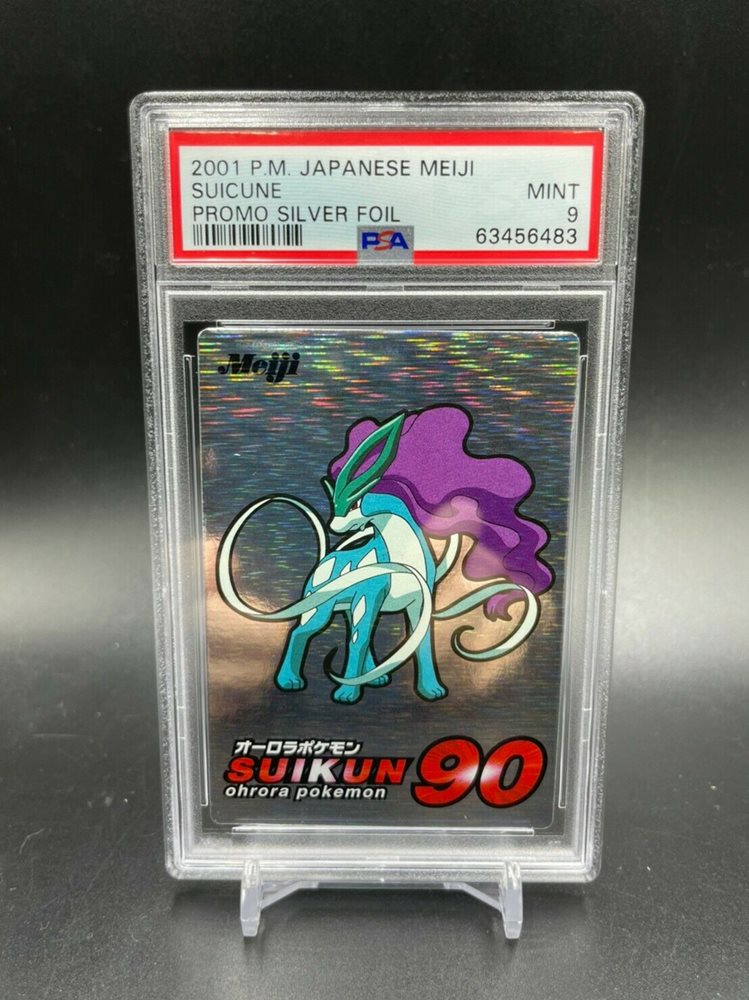 2001 P.M. JAPANESE MEIJI
SUICUNE MINT
PROMO SILVER FOIL 9
PSA 63456483
Meiji
オーロラポケモン
SUIKUN 90
ohrora pokemon